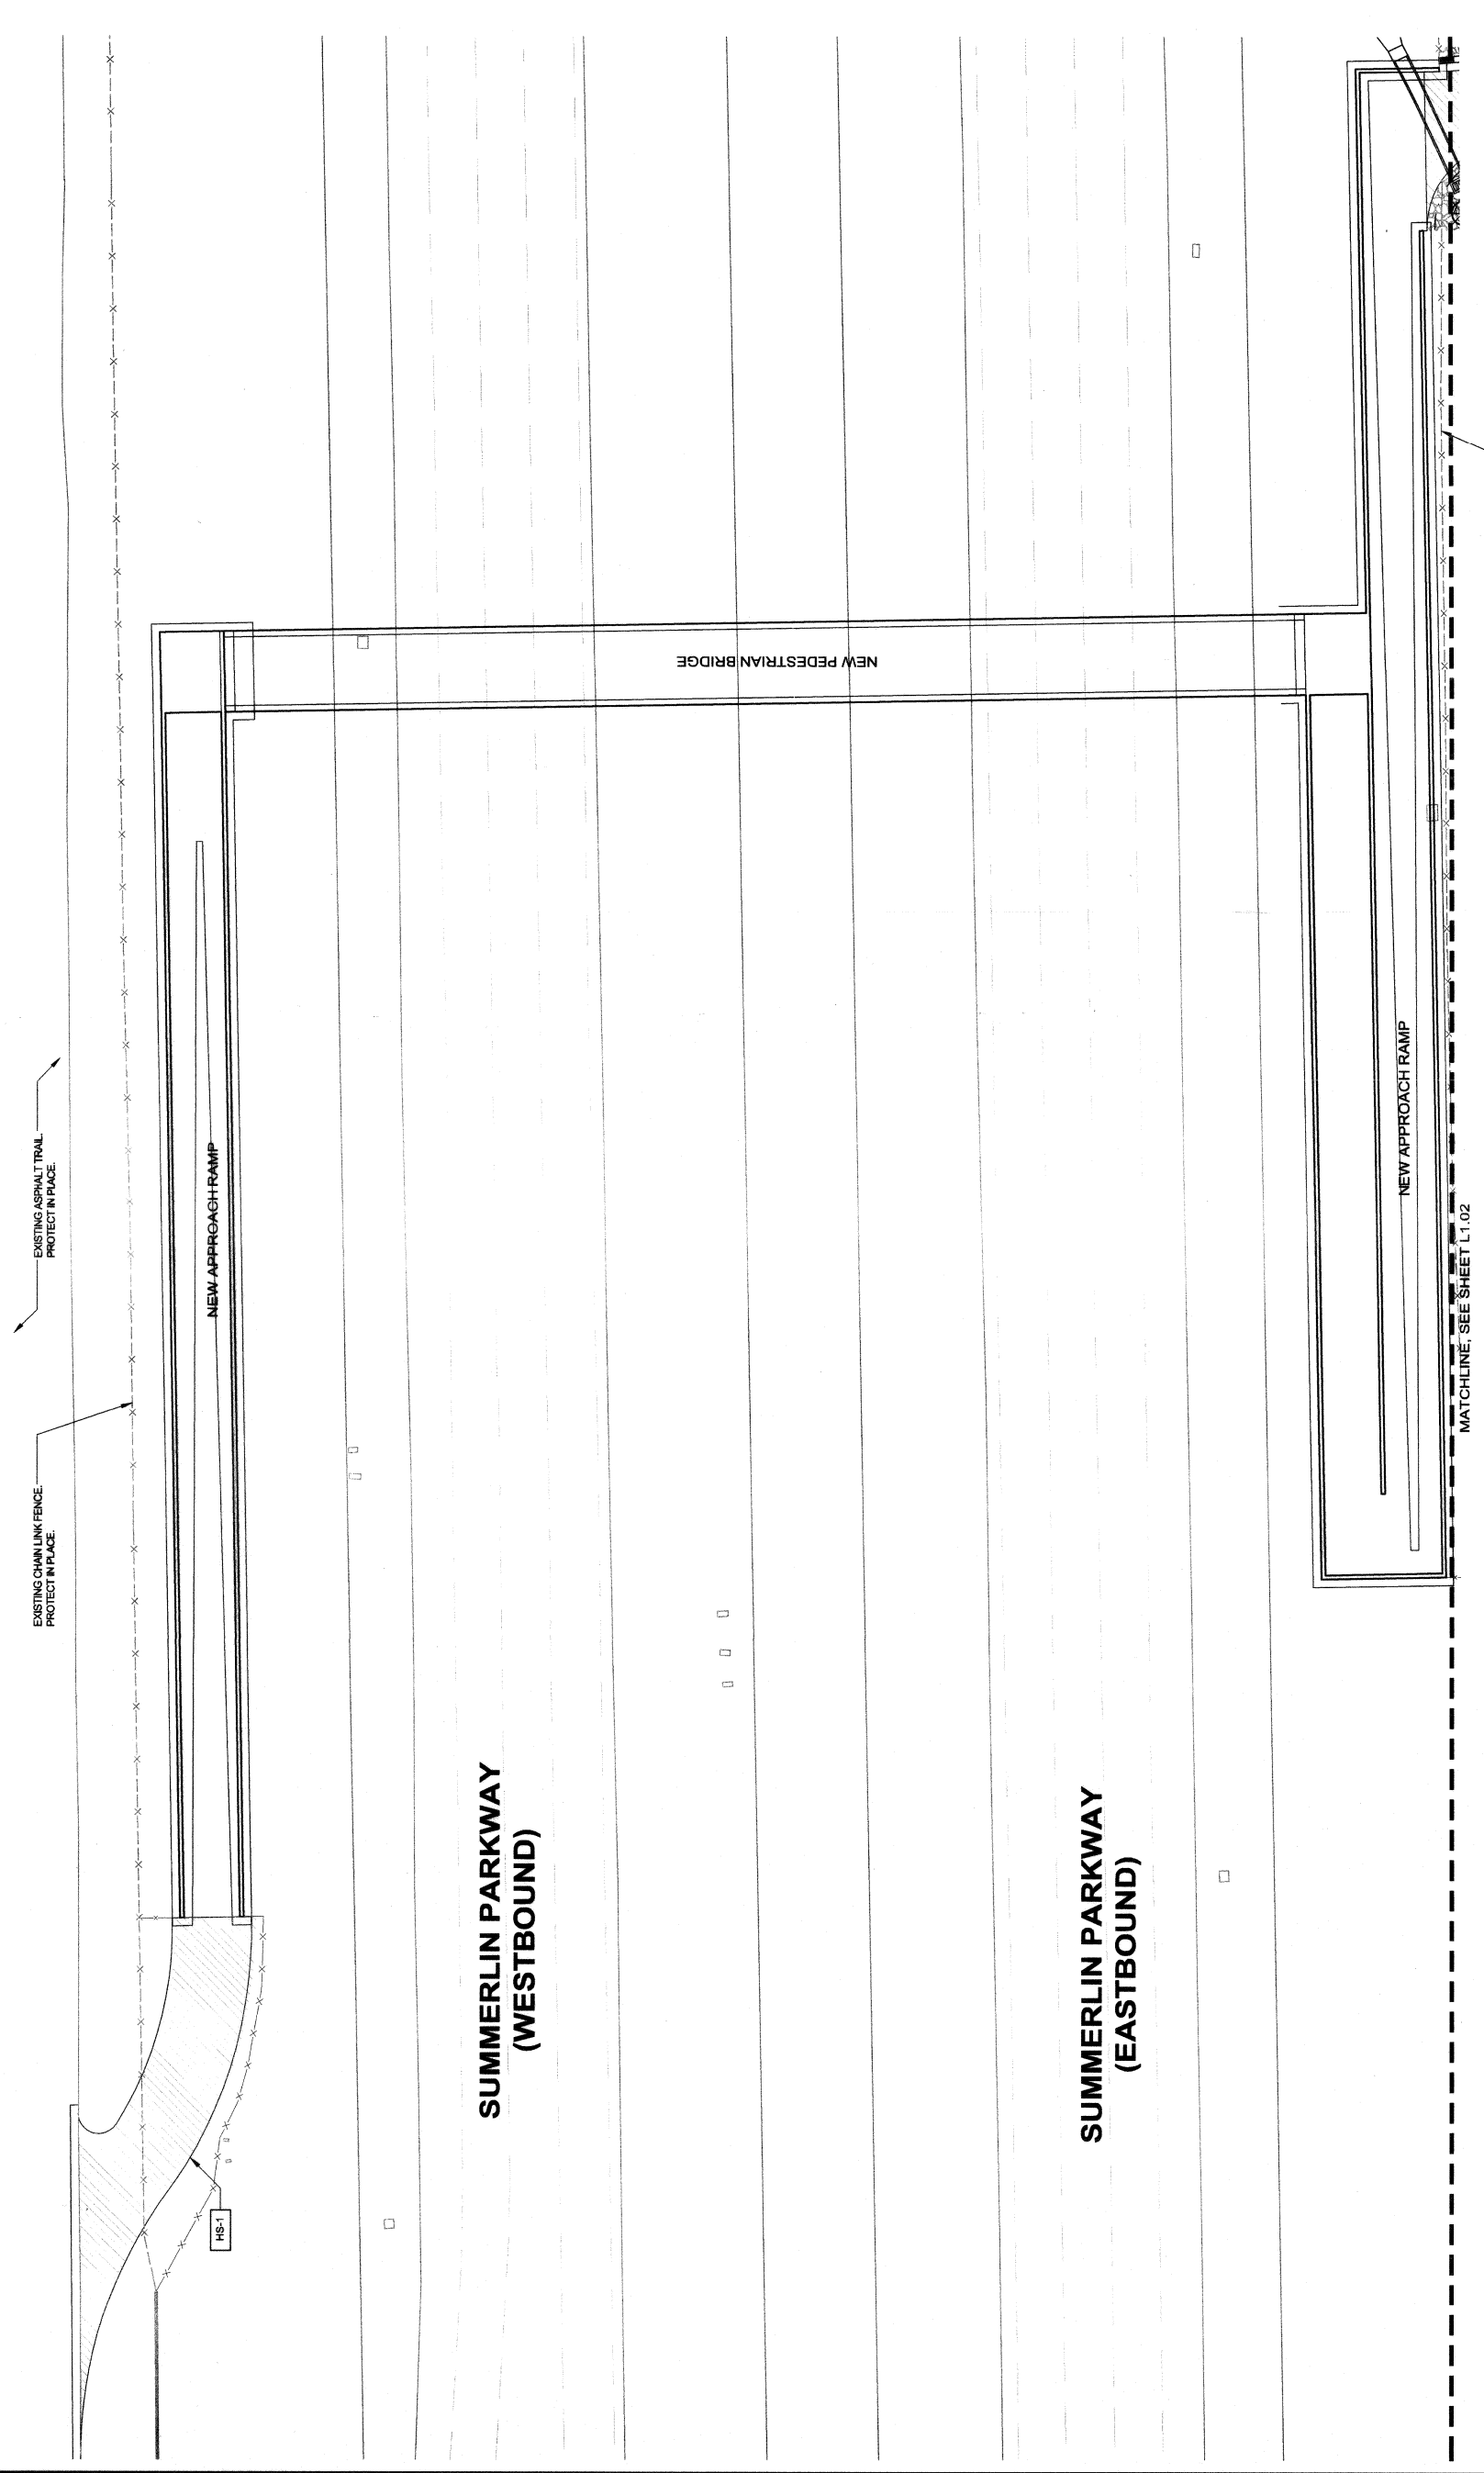 EXISTING CHAIN LINK FENCE.
PROTECT IN PLACE.
EXISTING ASPHALT TRAIL.
PROTECT IN PLACE.
NEW APPROACH RAMP
HS-1
SUMMERLIN PARKWAY
(WESTBOUND)
NEW PEDESTRIAN BRIDGE
SUMMERLIN PARKWAY
(EASTBOUND)
NEW APPROACH RAMP
MATCHLINE, SEE SHEET L1.02